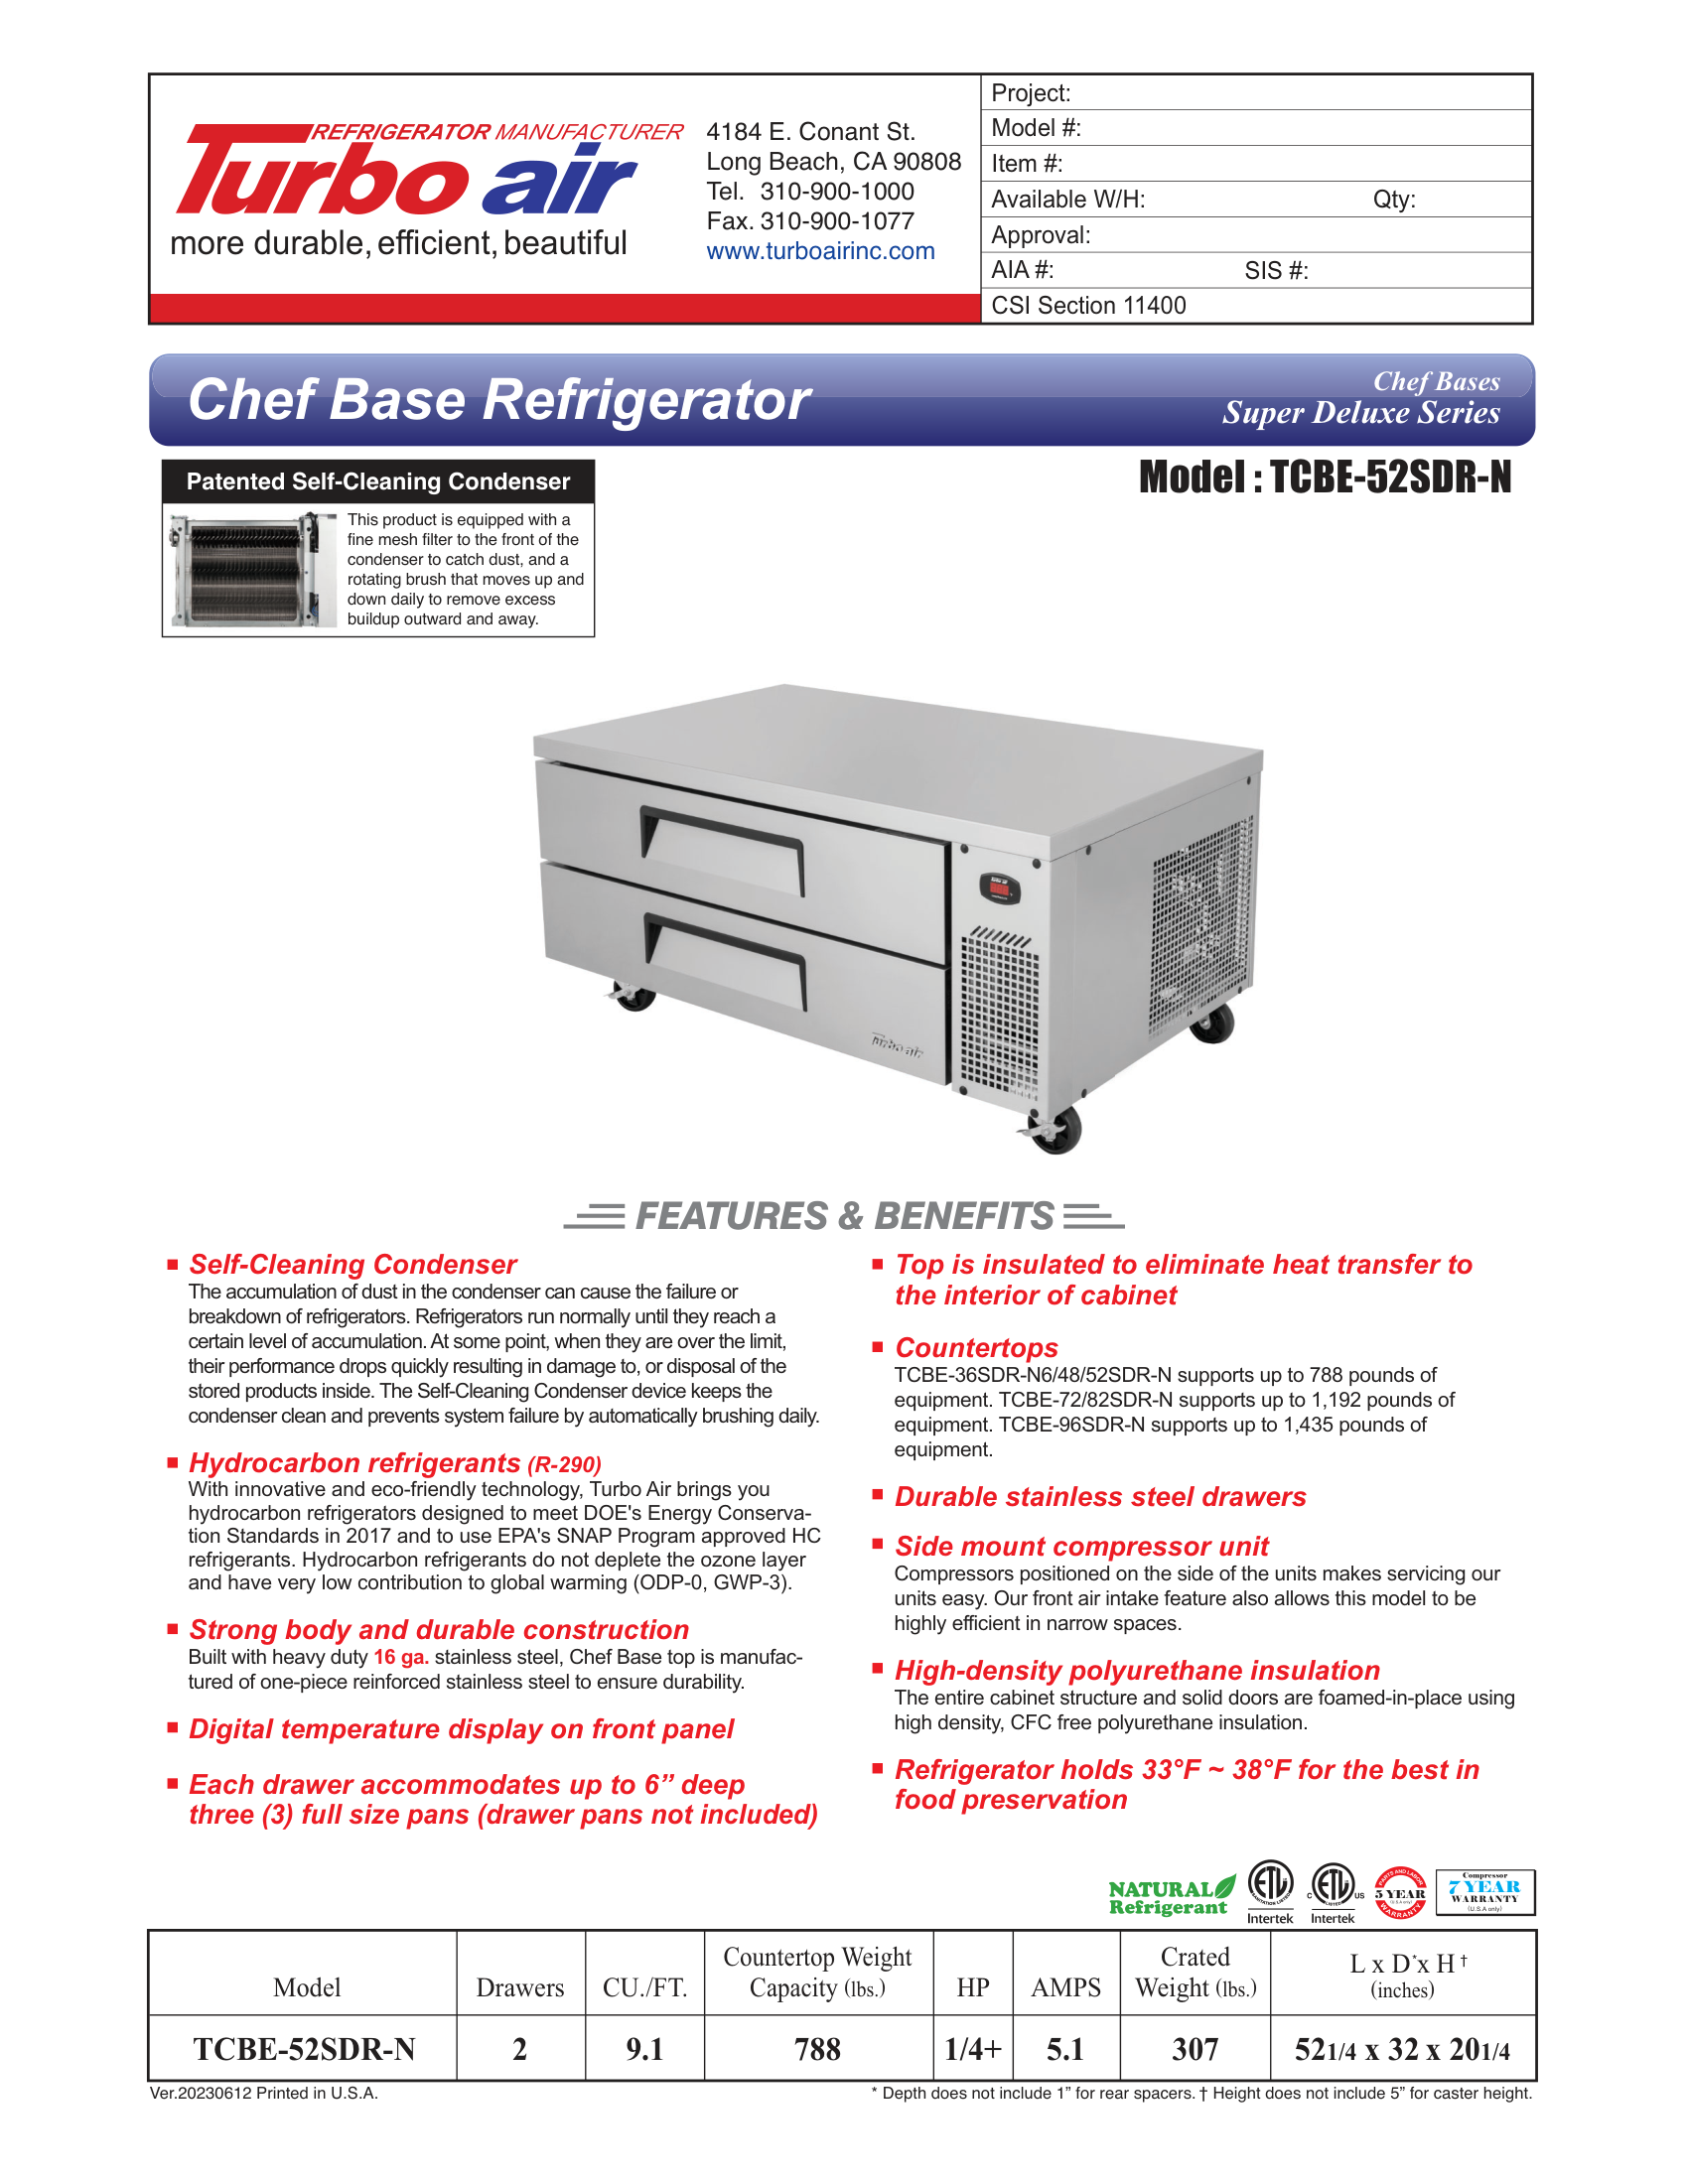 REFRIGERATOR MANUFACTURER
Turbo air
more durable, efficient, beautiful
4184 E. Conant St.
Long Beach, CA 90808
Tel. 310-900-1000
Fax. 310-900-1077
www.turboairinc.com
Project:
Model #:
Item #:
Available W/H: Qty:
Approval:
AIA #: SIS #:
CSI Section 11400
Chef Base Refrigerator
Chef Bases
Super Deluxe Series
Patented Self-Cleaning Condenser
This product is equipped with a
fine mesh filter to the front of the
condenser to catch dust, and a
rotating brush that moves up and
down daily to remove excess
buildup outward and away.
Model : TCBE-52SDR-N
Turbo air
FEATURES & BENEFITS
Self-Cleaning Condenser
The accumulation of dust in the condenser can cause the failure or
breakdown of refrigerators. Refrigerators run normally until they reach a
certain level of accumulation. At some point, when they are over the limit,
their performance drops quickly resulting in damage to, or disposal of the
stored products inside. The Self-Cleaning Condenser device keeps the
condenser clean and prevents system failure by automatically brushing daily.
Hydrocarbon refrigerants (R-290)
With innovative and eco-friendly technology, Turbo Air brings you
hydrocarbon refrigerators designed to meet DOE's Energy Conserva-
tion Standards in 2017 and to use EPA's SNAP Program approved HC
refrigerants. Hydrocarbon refrigerants do not deplete the ozone layer
and have very low contribution to global warming (ODP-0, GWP-3).
Strong body and durable construction
Built with heavy duty 16 ga. stainless steel, Chef Base top is manufac-
tured of one-piece reinforced stainless steel to ensure durability.
Digital temperature display on front panel
Each drawer accommodates up to 6” deep
three (3) full size pans (drawer pans not included)
Top is insulated to eliminate heat transfer to
the interior of cabinet
Countertops
TCBE-36SDR-N6/48/52SDR-N supports up to 788 pounds of
equipment. TCBE-72/82SDR-N supports up to 1,192 pounds of
equipment. TCBE-96SDR-N supports up to 1,435 pounds of
equipment.
Durable stainless steel drawers
Side mount compressor unit
Compressors positioned on the side of the units makes servicing our
units easy. Our front air intake feature also allows this model to be
highly efficient in narrow spaces.
High-density polyurethane insulation
The entire cabinet structure and solid doors are foamed-in-place using
high density, CFC free polyurethane insulation.
Refrigerator holds 33°F ~ 38°F for the best in
food preservation
NATURAL
Refrigerant
ETL
SANITATION LISTED
Intertek
C ETL US
LISTED
Intertek
PARTS AND LABOR
5 YEAR
(U.S.A only)
WARRANTY
Compressor
7 YEAR
WARRANTY
(U.S.A only)
Model Drawers CU./FT. Countertop Weight Capacity (lbs.) HP AMPS Crated Weight (lbs.) L x D* x H † (inches)
TCBE-52SDR-N 2 9.1 788 1/4+ 5.1 307 52 1/4 x 32 x 20 1/4
Ver.20230612 Printed in U.S.A.
* Depth does not include 1” for rear spacers. † Height does not include 5” for caster height.